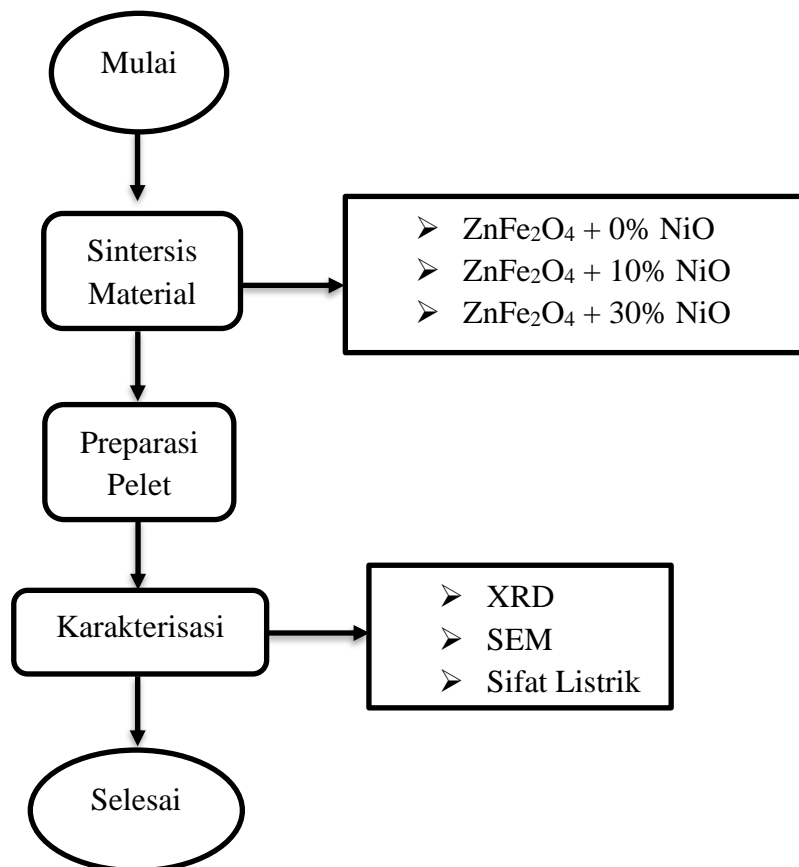 Mulai
Sintersis
Material
➢ ZnFe₂O₄ + 0% NiO
➢ ZnFe₂O₄ + 10% NiO
➢ ZnFe₂O₄ + 30% NiO
Preparasi
Pelet
Karakterisasi
➢ XRD
➢ SEM
➢ Sifat Listrik
Selesai